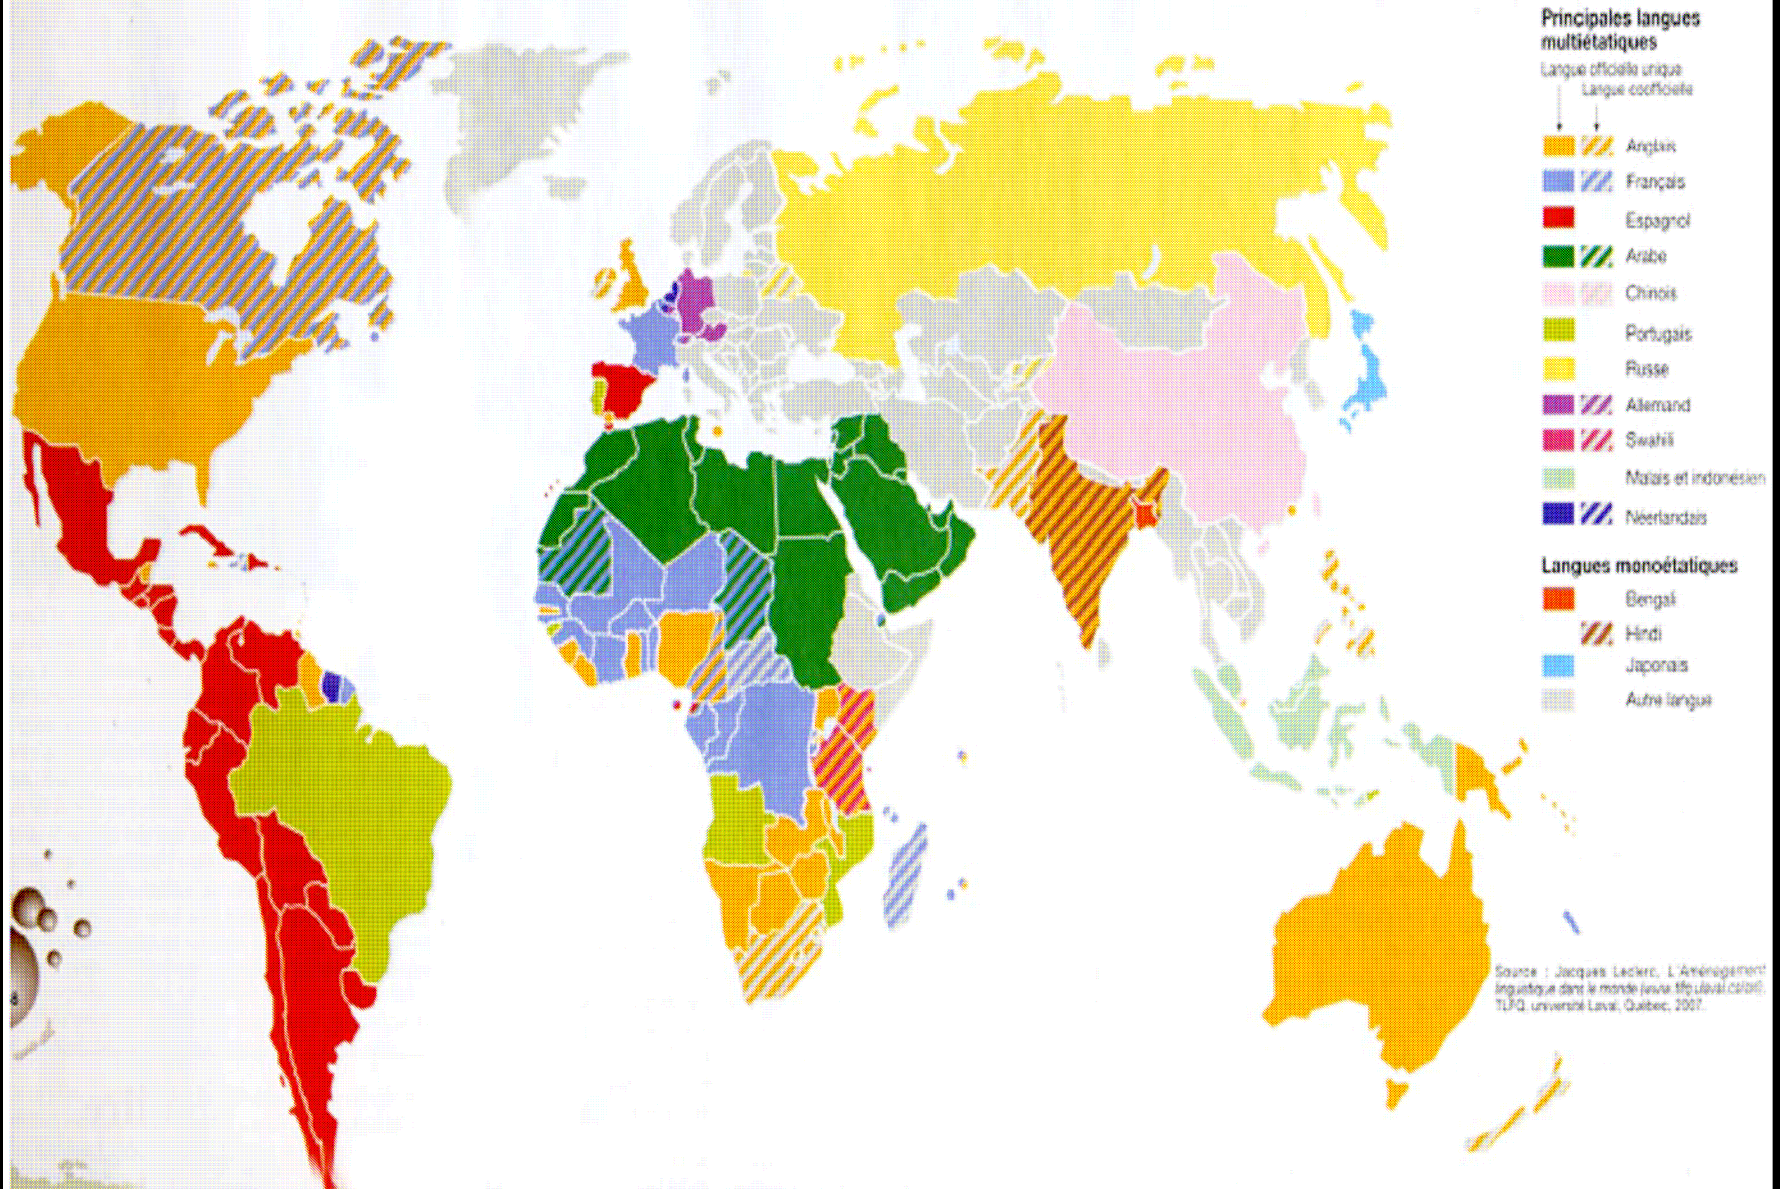 Principales langues
multiétatiques
Langue officielle unique
Langue coofficielle
Anglais
Français
Espagnol
Arabe
Chinois
Portugais
Russe
Allemand
Swahili
Malais et indonésien
Néerlandais
Langues monoétatiques
Bengali
Hindi
Japonais
Autre langue
Source : Jacques Leclerc, L'Aménagement
linguistique dans le monde
TLFQ, université Laval, Québec, 2007.